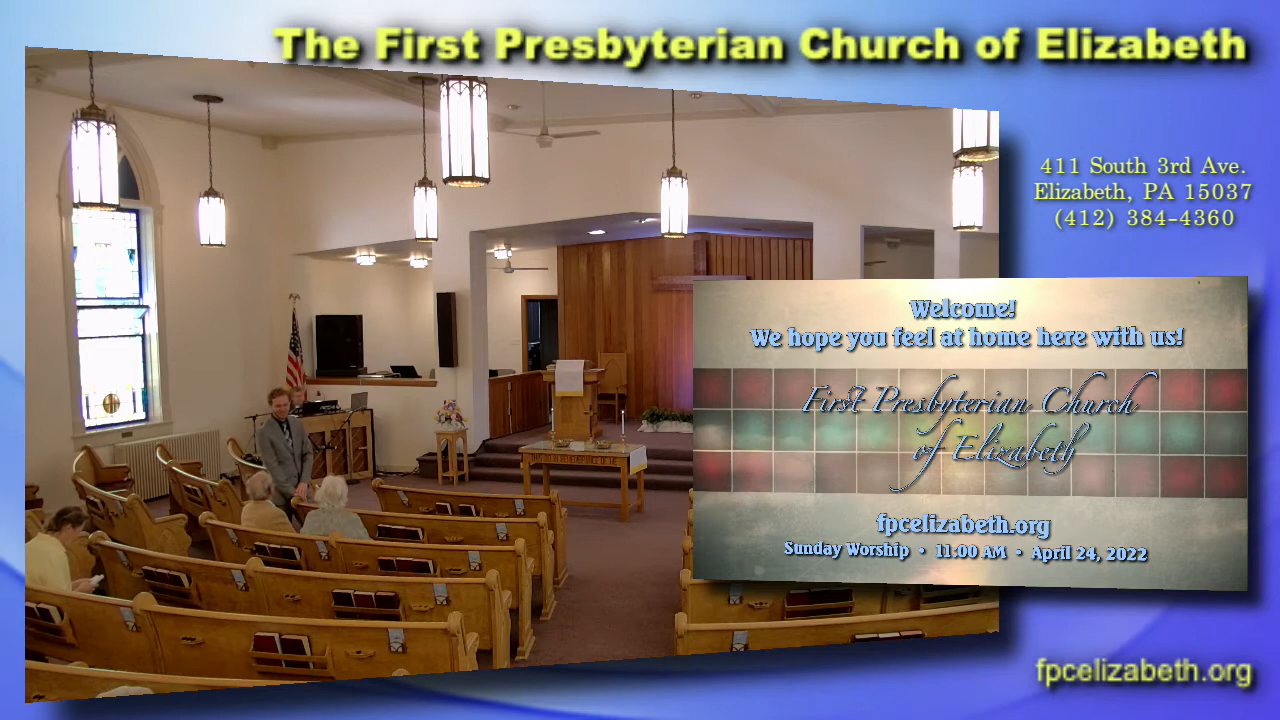 The First Presbyterian Church of Elizabeth
411 South 3rd Ave.
Elizabeth, PA 15037
(412) 384-4360
Welcome!
We hope you feel at home here with us!
First Presbyterian Church
of Elizabeth
fpcelizabeth.org
Sunday Worship • 11:00 AM • April 24, 2022
fpcelizabeth.org